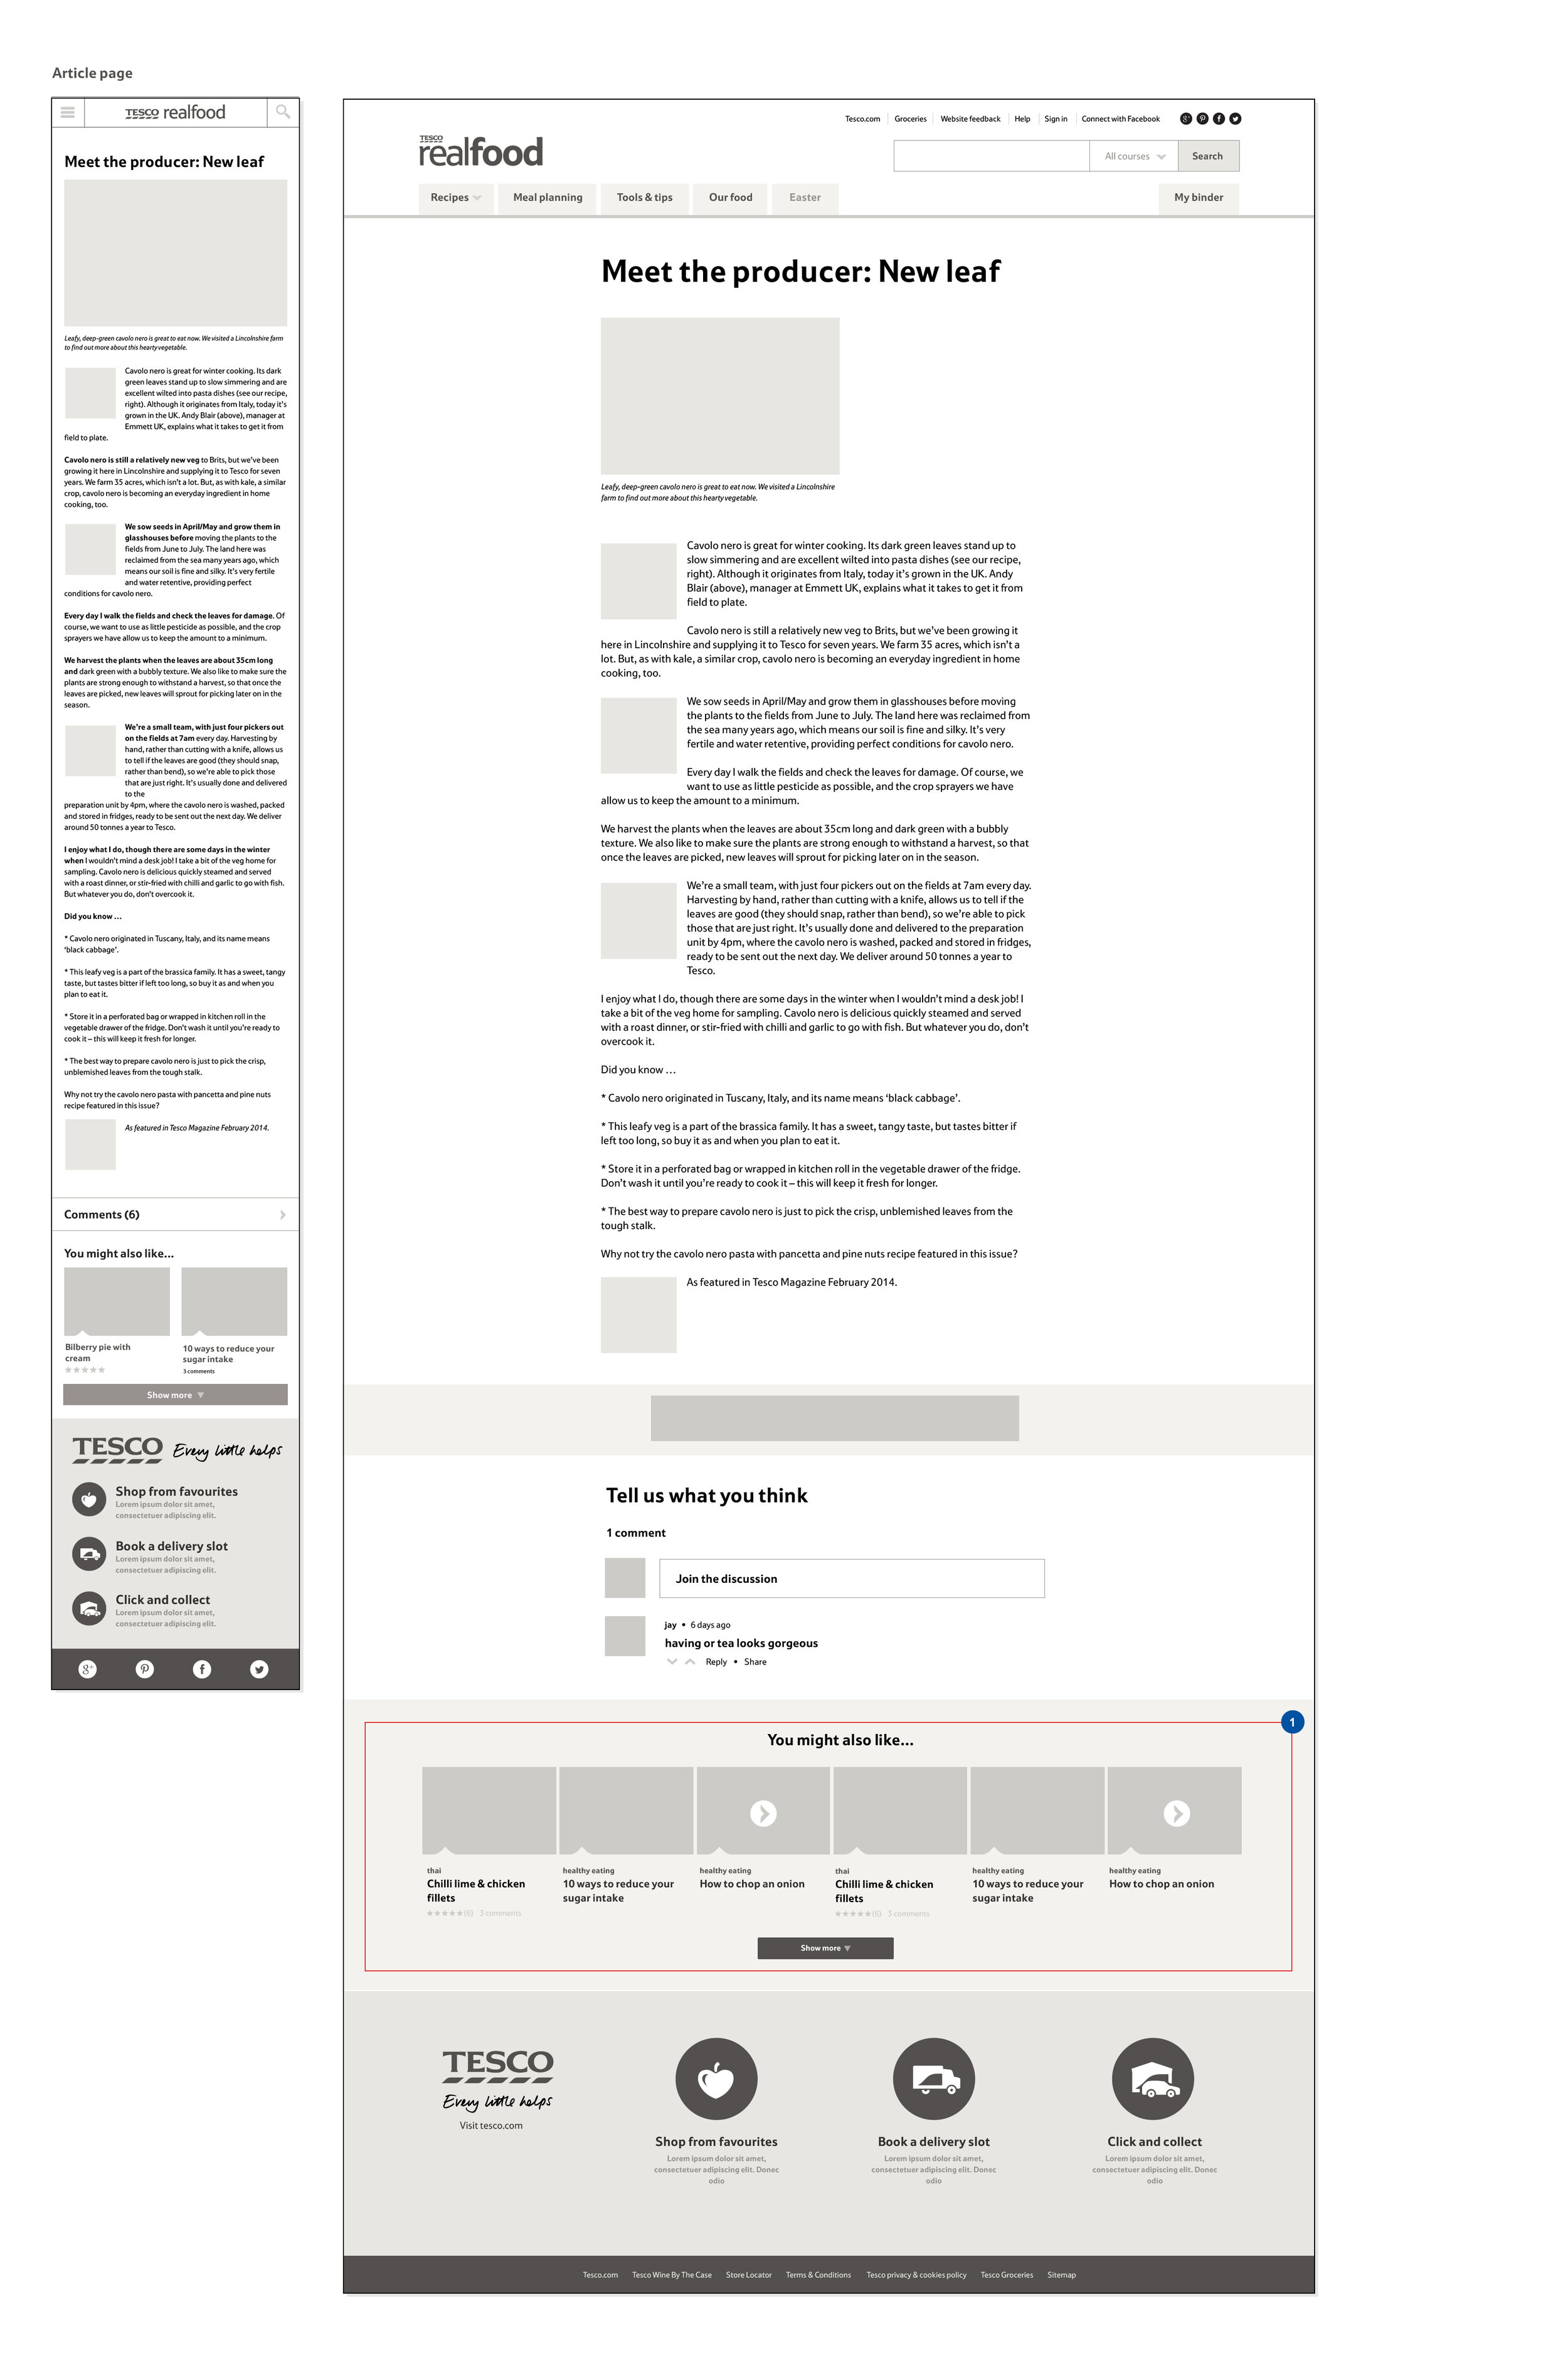 Article page
TESCO realfood
Meet the producer: New leaf
Leafy, deep-green cavolo nero is great to eat now. We visited a Lincolnshire farm
to find out more about this hearty vegetable.
Cavolo nero is great for winter cooking. Its dark
green leaves stand up to slow simmering and are
excellent wilted into pasta dishes (see our recipe,
right). Although it originates from Italy, today it's
grown in the UK. Andy Blair (above), manager at
Emmett UK, explains what it takes to get it from
field to plate.
Cavolo nero is still a relatively new veg to Brits, but we've been
growing it here in Lincolnshire and supplying it to Tesco for seven
years. We farm 35 acres, which isn't a lot. But, as with kale, a similar
crop, cavolo nero is becoming an everyday ingredient in home
cooking, too.
We sow seeds in April/May and grow them in
glasshouses before moving the plants to the
fields from June to July. The land here was
reclaimed from the sea many years ago, which
means our soil is fine and silky. It's very fertile
and water retentive, providing perfect
conditions for cavolo nero.
Every day I walk the fields and check the leaves for damage. Of
course, we want to use as little pesticide as possible, and the crop
sprayers we have allow us to keep the amount to a minimum.
We harvest the plants when the leaves are about 35cm long
and dark green with a bubbly texture. We also like to make sure the
plants are strong enough to withstand a harvest, so that once the
leaves are picked, new leaves will sprout for picking later on in the
season.
We're a small team, with just four pickers out
on the fields at 7am every day. Harvesting by
hand, rather than cutting with a knife, allows us
to tell if the leaves are good (they should snap,
rather than bend), so we're able to pick those
that are just right. It's usually done and delivered
to the
preparation unit by 4pm, where the cavolo nero is washed, packed
and stored in fridges, ready to be sent out the next day. We deliver
around 50 tonnes a year to Tesco.
I enjoy what I do, though there are some days in the winter
when I wouldn't mind a desk job! I take a bit of the veg home for
sampling. Cavolo nero is delicious quickly steamed and served
with a roast dinner, or stir-fried with chilli and garlic to go with fish.
But whatever you do, don't overcook it.
Did you know ...
* Cavolo nero originated in Tuscany, Italy, and its name means
'black cabbage'.
* This leafy veg is a part of the brassica family. It has a sweet, tangy
taste, but tastes bitter if left too long, so buy it as and when you
plan to eat it.
* Store it in a perforated bag or wrapped in kitchen roll in the
vegetable drawer of the fridge. Don't wash it until you're ready to
cook it – this will keep it fresh for longer.
* The best way to prepare cavolo nero is just to pick the crisp,
unblemished leaves from the tough stalk.
Why not try the cavolo nero pasta with pancetta and pine nuts
recipe featured in this issue?
As featured in Tesco Magazine February 2014.
Comments (6)
You might also like...
Bilberry pie with
cream
10 ways to reduce your
sugar intake
3 comments
Show more
TESCO Every little helps
Shop from favourites
Lorem ipsum dolor sit amet,
consectetuer adipiscing elit.
Book a delivery slot
Lorem ipsum dolor sit amet,
consectetuer adipiscing elit.
Click and collect
Lorem ipsum dolor sit amet,
consectetuer adipiscing elit.
Tesco.com Groceries Website feedback Help Sign in Connect with Facebook
TESCO
realfood
All courses Search
Recipes Meal planning Tools & tips Our food Easter My binder
Meet the producer: New leaf
Leafy, deep-green cavolo nero is great to eat now. We visited a Lincolnshire
farm to find out more about this hearty vegetable.
Cavolo nero is great for winter cooking. Its dark green leaves stand up to
slow simmering and are excellent wilted into pasta dishes (see our recipe,
right). Although it originates from Italy, today it's grown in the UK. Andy
Blair (above), manager at Emmett UK, explains what it takes to get it from
field to plate.
Cavolo nero is still a relatively new veg to Brits, but we've been growing it
here in Lincolnshire and supplying it to Tesco for seven years. We farm 35 acres, which isn't a
lot. But, as with kale, a similar crop, cavolo nero is becoming an everyday ingredient in home
cooking, too.
We sow seeds in April/May and grow them in glasshouses before moving
the plants to the fields from June to July. The land here was reclaimed from
the sea many years ago, which means our soil is fine and silky. It's very
fertile and water retentive, providing perfect conditions for cavolo nero.
Every day I walk the fields and check the leaves for damage. Of course, we
want to use as little pesticide as possible, and the crop sprayers we have
allow us to keep the amount to a minimum.
We harvest the plants when the leaves are about 35cm long and dark green with a bubbly
texture. We also like to make sure the plants are strong enough to withstand a harvest, so that
once the leaves are picked, new leaves will sprout for picking later on in the season.
We're a small team, with just four pickers out on the fields at 7am every day.
Harvesting by hand, rather than cutting with a knife, allows us to tell if the
leaves are good (they should snap, rather than bend), so we're able to pick
those that are just right. It's usually done and delivered to the preparation
unit by 4pm, where the cavolo nero is washed, packed and stored in fridges,
ready to be sent out the next day. We deliver around 50 tonnes a year to
Tesco.
I enjoy what I do, though there are some days in the winter when I wouldn't mind a desk job! I
take a bit of the veg home for sampling. Cavolo nero is delicious quickly steamed and served
with a roast dinner, or stir-fried with chilli and garlic to go with fish. But whatever you do, don't
overcook it.
Did you know ...
* Cavolo nero originated in Tuscany, Italy, and its name means 'black cabbage'.
* This leafy veg is a part of the brassica family. It has a sweet, tangy taste, but tastes bitter if
left too long, so buy it as and when you plan to eat it.
* Store it in a perforated bag or wrapped in kitchen roll in the vegetable drawer of the fridge.
Don't wash it until you're ready to cook it – this will keep it fresh for longer.
* The best way to prepare cavolo nero is just to pick the crisp, unblemished leaves from the
tough stalk.
Why not try the cavolo nero pasta with pancetta and pine nuts recipe featured in this issue?
As featured in Tesco Magazine February 2014.
Tell us what you think
1 comment
Join the discussion
jay • 6 days ago
having or tea looks gorgeous
Reply • Share
1
You might also like...
thai
Chilli lime & chicken
fillets
(6) 3 comments
healthy eating
10 ways to reduce your
sugar intake
healthy eating
How to chop an onion
thai
Chilli lime & chicken
fillets
(6) 3 comments
healthy eating
10 ways to reduce your
sugar intake
healthy eating
How to chop an onion
Show more
TESCO
Every little helps
Visit tesco.com
Shop from favourites
Lorem ipsum dolor sit amet,
consectetuer adipiscing elit. Donec
odio
Book a delivery slot
Lorem ipsum dolor sit amet,
consectetuer adipiscing elit. Donec
odio
Click and collect
Lorem ipsum dolor sit amet,
consectetuer adipiscing elit. Donec
odio
Tesco.com Tesco Wine By The Case Store Locator Terms & Conditions Tesco privacy & cookies policy Tesco Groceries Sitemap